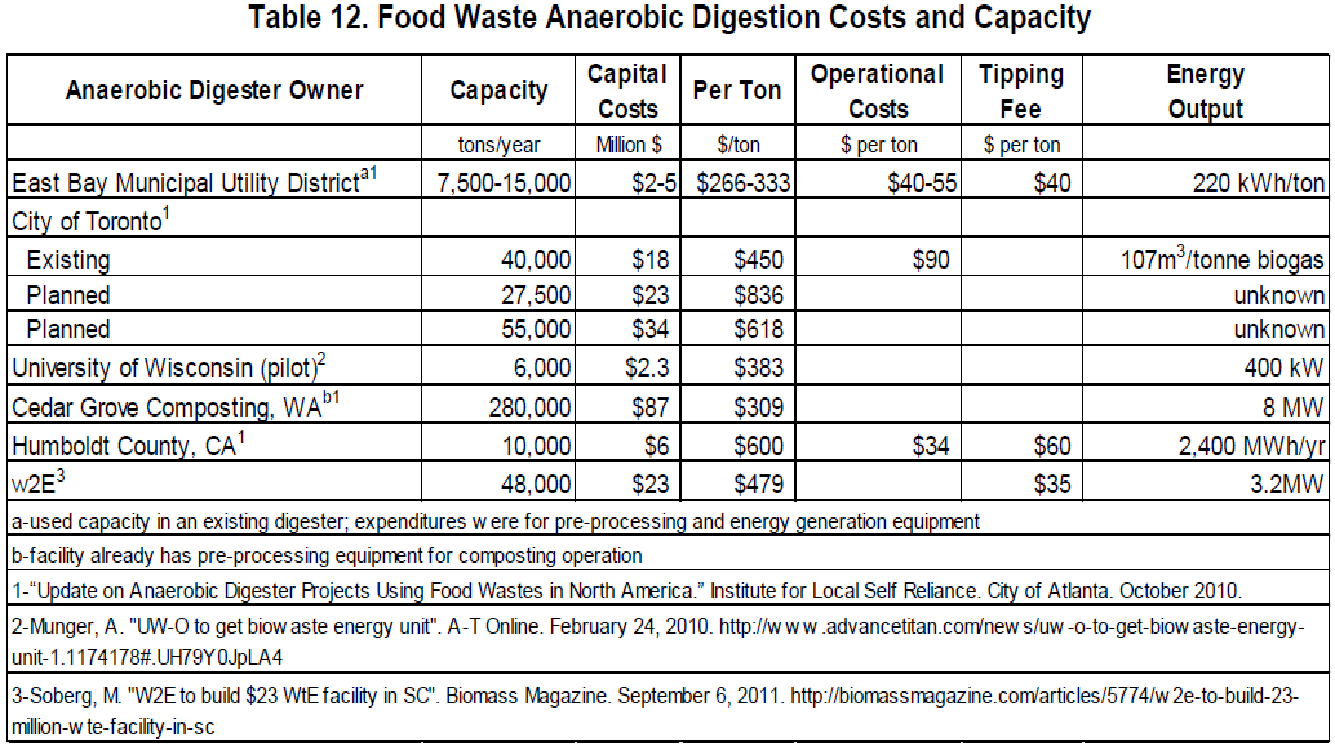 Table 12. Food Waste Anaerobic Digestion Costs and Capacity
Anaerobic Digester Owner Capacity Capital Costs Per Ton Operational Costs Tipping Fee Energy Output
tons/year Million $ $/ton $ per ton $ per ton
East Bay Municipal Utility District^a1 7,500-15,000 $2-5 $266-333 $40-55 $40 220 kWh/ton
City of Toronto^1
Existing 40,000 $18 $450 $90 107m³/tonne biogas
Planned 27,500 $23 $836 unknown
Planned 55,000 $34 $618 unknown
University of Wisconsin (pilot)^2 6,000 $2.3 $383 400 kW
Cedar Grove Composting, WA^b1 280,000 $87 $309 8 MW
Humboldt County, CA^1 10,000 $6 $600 $34 $60 2,400 MWh/yr
w2E^3 48,000 $23 $479 $35 3.2MW
a-used capacity in an existing digester; expenditures were for pre-processing and energy generation equipment
b-facility already has pre-processing equipment for composting operation
1-“Update on Anaerobic Digester Projects Using Food Wastes in North America.” Institute for Local Self Reliance. City of Atlanta. October 2010.
2-Munger, A. "UW-O to get biowaste energy unit". A-T Online. February 24, 2010. http://www.advancetitan.com/news/uw-o-to-get-biowaste-energy-
unit-1.1174178#.UH79Y0JpLA4
3-Soberg, M. "W2E to build $23 WtE facility in SC". Biomass Magazine. September 6, 2011. http://biomassmagazine.com/articles/5774/w2e-to-build-23-
million-wte-facility-in-sc